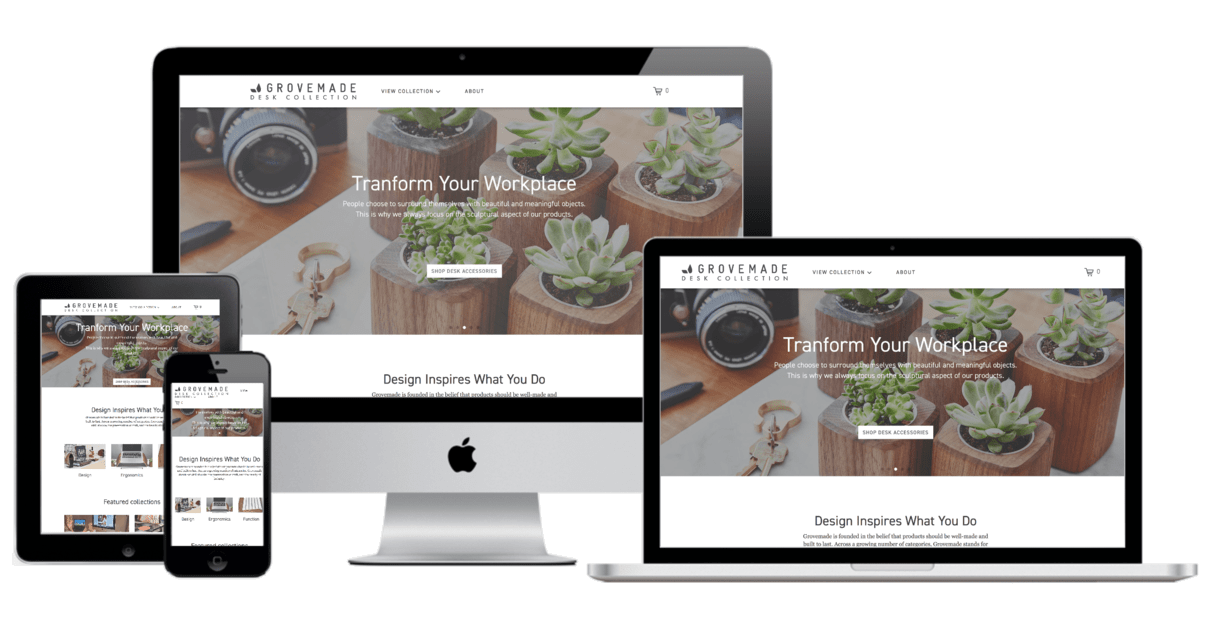 GROVEMADE
DESK COLLECTION
VIEW COLLECTION
ABOUT
0
Tranform Your Workplace
People choose to surround themselves with beautiful and meaningful objects.
This is why we always focus on the sculptural aspect of our products.
SHOP DESK ACCESSORIES
Design Inspires What You Do
Grovemade is founded in the belief that products should be well-made and
GROVEMADE
DESK COLLECTION
VIEW COLLECTION
ABOUT
0
Tranform Your Workplace
People choose to surround themselves with beautiful and meaningful objects.
This is why we always focus on the sculptural aspect of our products.
SHOP DESK ACCESSORIES
Design Inspires What You Do
Grovemade is founded in the belief that products should be well-made and
built to last. Across a growing number of categories, Grovemade stands for
GROVEMADE
DESK COLLECTION
Tranform Your Workplace
Design Inspires What You
Design
Ergonomics
Featured collections
GROVEMADE
DESK COLLECTION
Design Inspires What You Do
Design
Ergonomics
Function
Featured collections